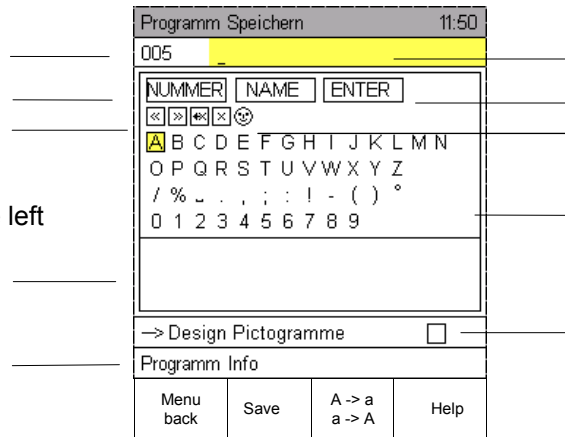 Programm Speichern 11:50
005 _
NUMMER NAME ENTER
« »
A B C D E F G H I J K L M N
O P Q R S T U V W X Y Z
/ % ⎵ . , ; : ! - ( ) °
left
0 1 2 3 4 5 6 7 8 9
--> Design Pictogramme
Programm Info
Menu back
Save
A -> a
a -> A
Help